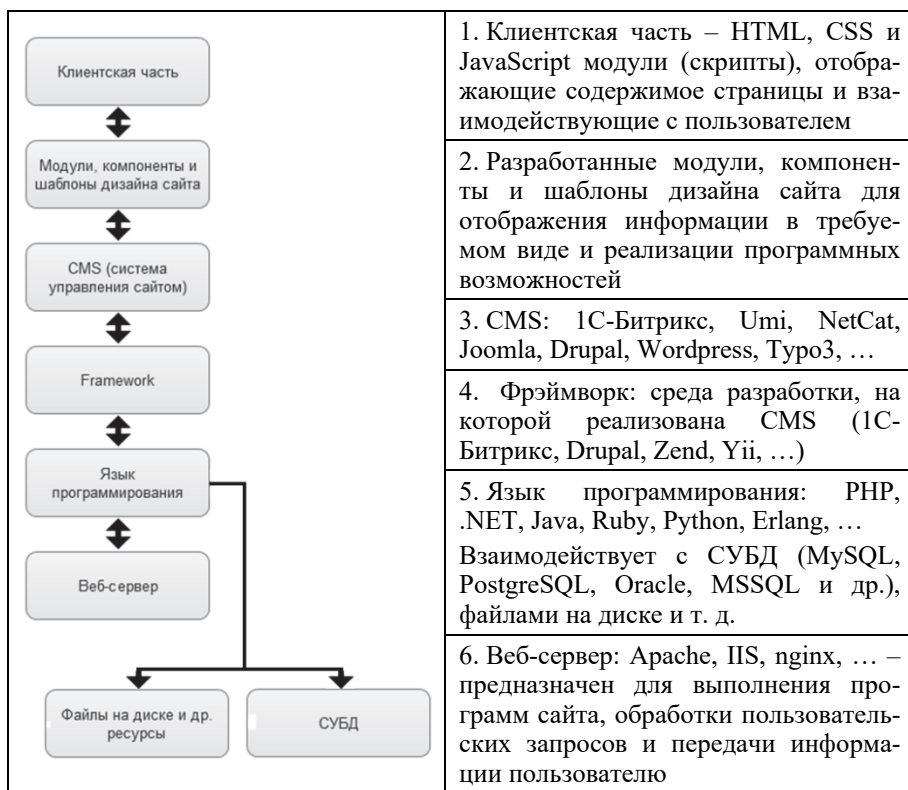 Клиентская часть
Модули, компоненты и
шаблоны дизайна сайта
CMS (система
управления сайтом)
Framework
Язык
программирования
Веб-сервер
Файлы на диске и др.
ресурсы
СУБД
1. Клиентская часть – HTML, CSS и
JavaScript модули (скрипты), отобра-
жающие содержимое страницы и вза-
имодействующие с пользователем
2. Разработанные модули, компонен-
ты и шаблоны дизайна сайта для
отображения информации в требуе-
мом виде и реализации программных
возможностей
3. CMS: 1С-Битрикс, Umi, NetCat,
Joomla, Drupal, Wordpress, Typo3, …
4. Фрэймворк: среда разработки, на
которой реализована CMS (1С-
Битрикс, Drupal, Zend, Yii, …)
5. Язык программирования: PHP,
.NET, Java, Ruby, Python, Erlang, …
Взаимодействует с СУБД (MySQL,
PostgreSQL, Oracle, MSSQL и др.),
файлами на диске и т. д.
6. Веб-сервер: Apache, IIS, nginx, … –
предназначен для выполнения про-
грамм сайта, обработки пользователь-
ских запросов и передачи информа-
ции пользователю